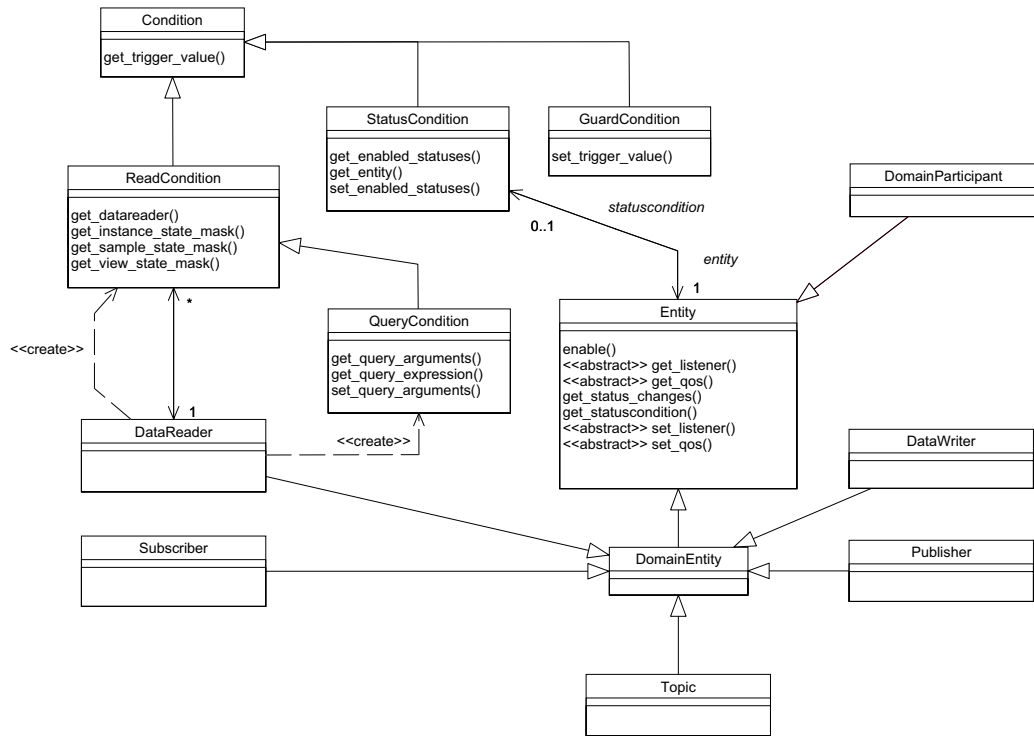 Condition
get_trigger_value()
StatusCondition
get_enabled_statuses()
get_entity()
set_enabled_statuses()
GuardCondition
set_trigger_value()
ReadCondition
get_datareader()
get_instance_state_mask()
get_sample_state_mask()
get_view_state_mask()
DomainParticipant
statuscondition
0..1
entity
1
*
<<create>>
QueryCondition
get_query_arguments()
get_query_expression()
set_query_arguments()
Entity
enable()
<<abstract>> get_listener()
<<abstract>> get_qos()
get_status_changes()
get_statuscondition()
<<abstract>> set_listener()
<<abstract>> set_qos()
1
DataReader
<<create>>
DataWriter
Subscriber
DomainEntity
Publisher
Topic